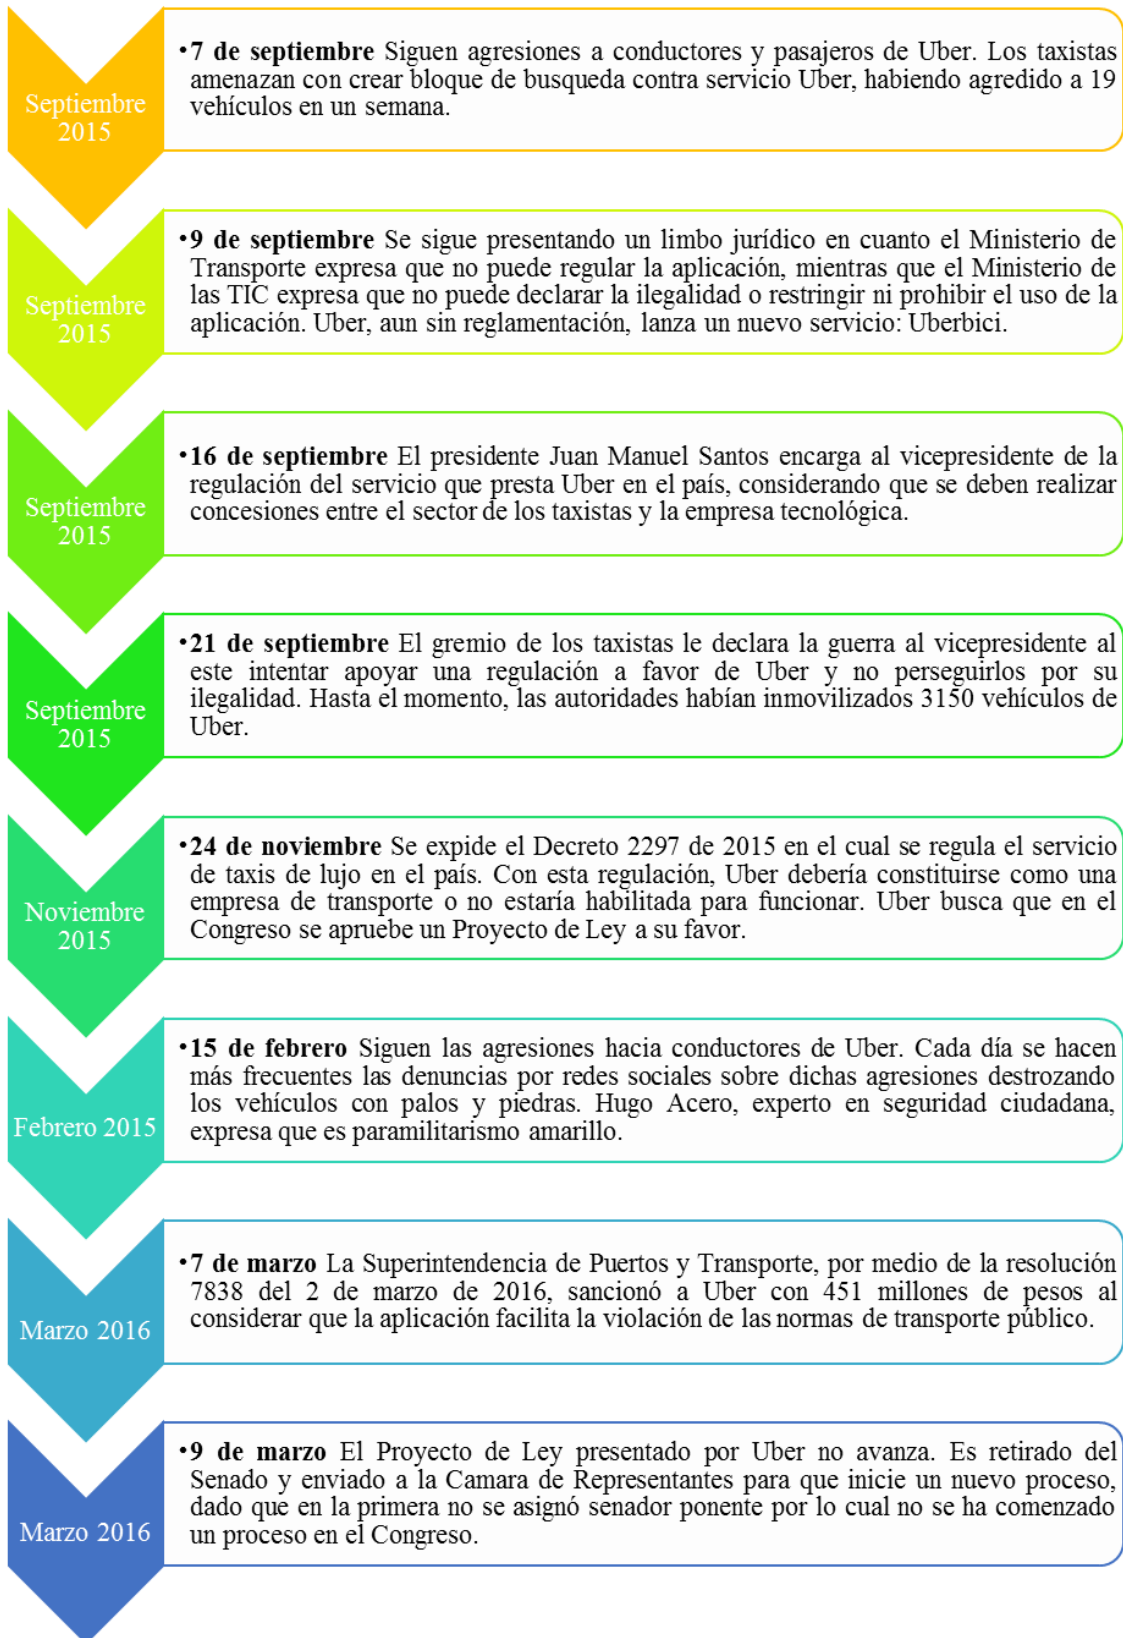 Septiembre
2015
•7 de septiembre Siguen agresiones a conductores y pasajeros de Uber. Los taxistas
amenazan con crear bloque de busqueda contra servicio Uber, habiendo agredido a 19
vehículos en un semana.
Septiembre
2015
•9 de septiembre Se sigue presentando un limbo jurídico en cuanto el Ministerio de
Transporte expresa que no puede regular la aplicación, mientras que el Ministerio de
las TIC expresa que no puede declarar la ilegalidad o restringir ni prohibir el uso de la
aplicación. Uber, aun sin reglamentación, lanza un nuevo servicio: Uberbici.
Septiembre
2015
•16 de septiembre El presidente Juan Manuel Santos encarga al vicepresidente de la
regulación del servicio que presta Uber en el país, considerando que se deben realizar
concesiones entre el sector de los taxistas y la empresa tecnológica.
Septiembre
2015
•21 de septiembre El gremio de los taxistas le declara la guerra al vicepresidente al
este intentar apoyar una regulación a favor de Uber y no perseguirlos por su
ilegalidad. Hasta el momento, las autoridades habían inmovilizados 3150 vehículos de
Uber.
Noviembre
2015
•24 de noviembre Se expide el Decreto 2297 de 2015 en el cual se regula el servicio
de taxis de lujo en el país. Con esta regulación, Uber debería constituirse como una
empresa de transporte o no estaría habilitada para funcionar. Uber busca que en el
Congreso se apruebe un Proyecto de Ley a su favor.
Febrero 2015
•15 de febrero Siguen las agresiones hacia conductores de Uber. Cada día se hacen
más frecuentes las denuncias por redes sociales sobre dichas agresiones destrozando
los vehículos con palos y piedras. Hugo Acero, experto en seguridad ciudadana,
expresa que es paramilitarismo amarillo.
Marzo 2016
•7 de marzo La Superintendencia de Puertos y Transporte, por medio de la resolución
7838 del 2 de marzo de 2016, sancionó a Uber con 451 millones de pesos al
considerar que la aplicación facilita la violación de las normas de transporte público.
Marzo 2016
•9 de marzo El Proyecto de Ley presentado por Uber no avanza. Es retirado del
Senado y enviado a la Camara de Representantes para que inicie un nuevo proceso,
dado que en la primera no se asignó senador ponente por lo cual no se ha comenzado
un proceso en el Congreso.